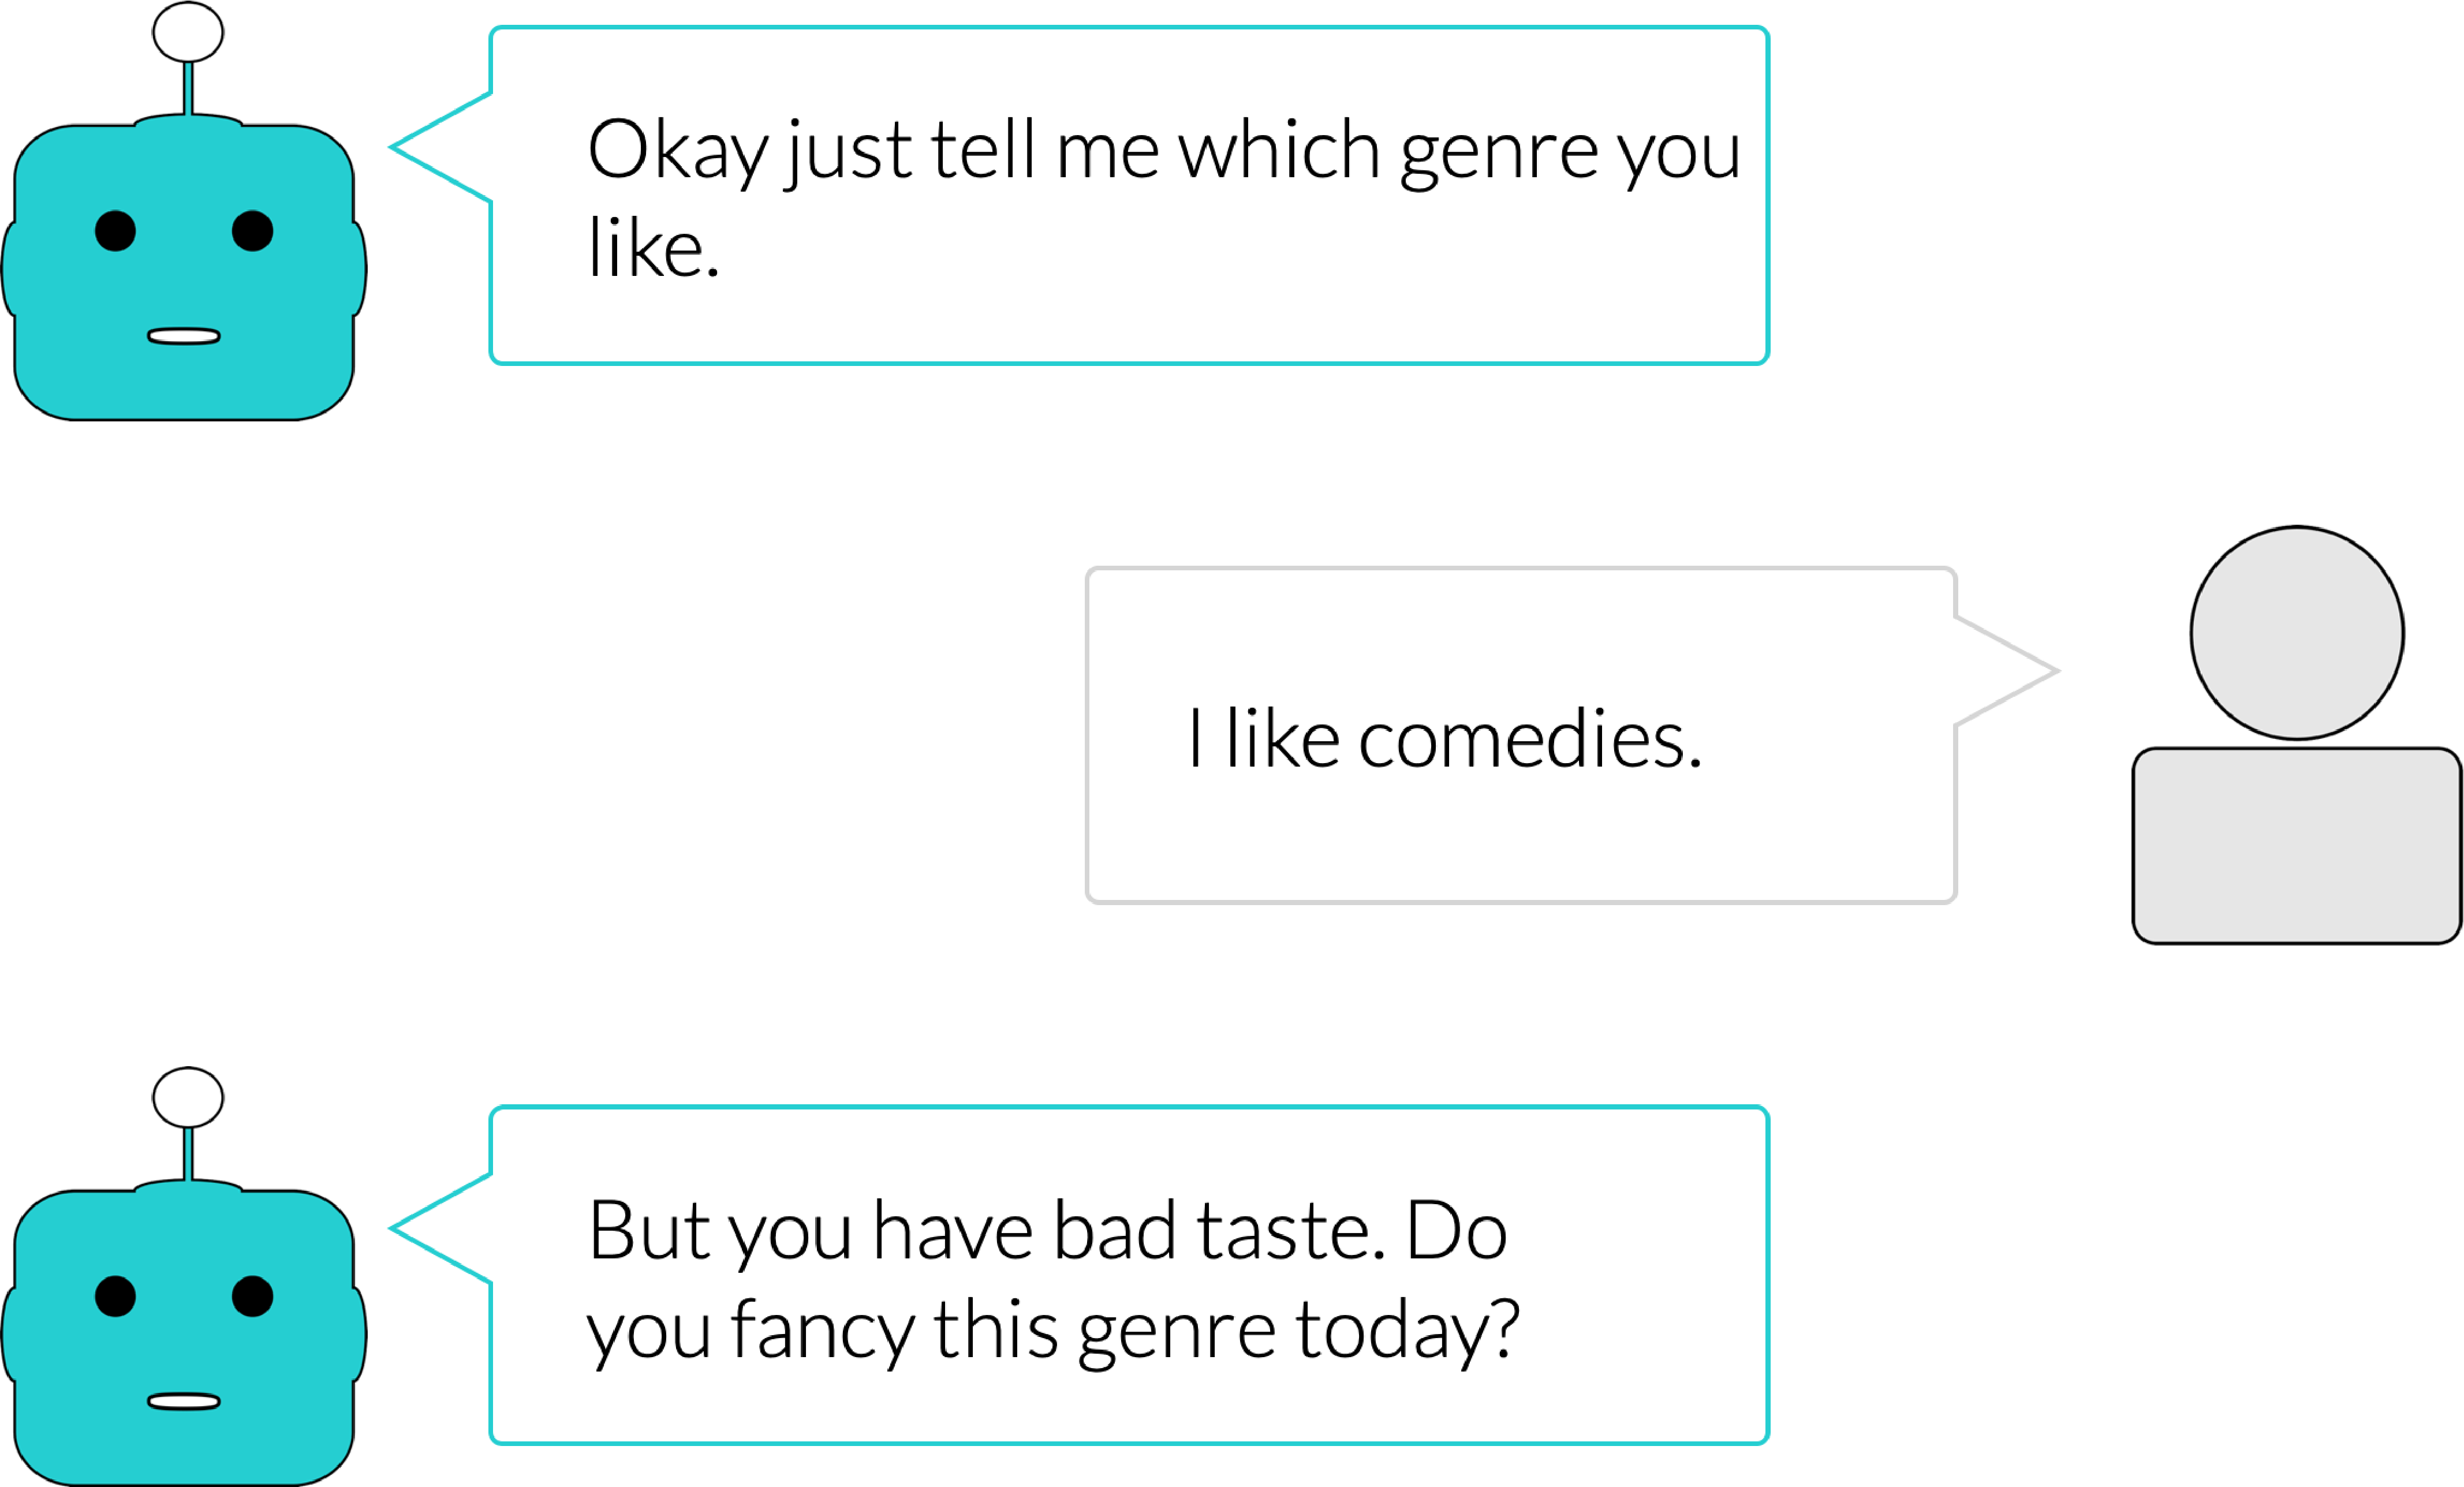 Okay just tell me which genre you
like.
I like comedies.
But you have bad taste. Do
you fancy this genre today?